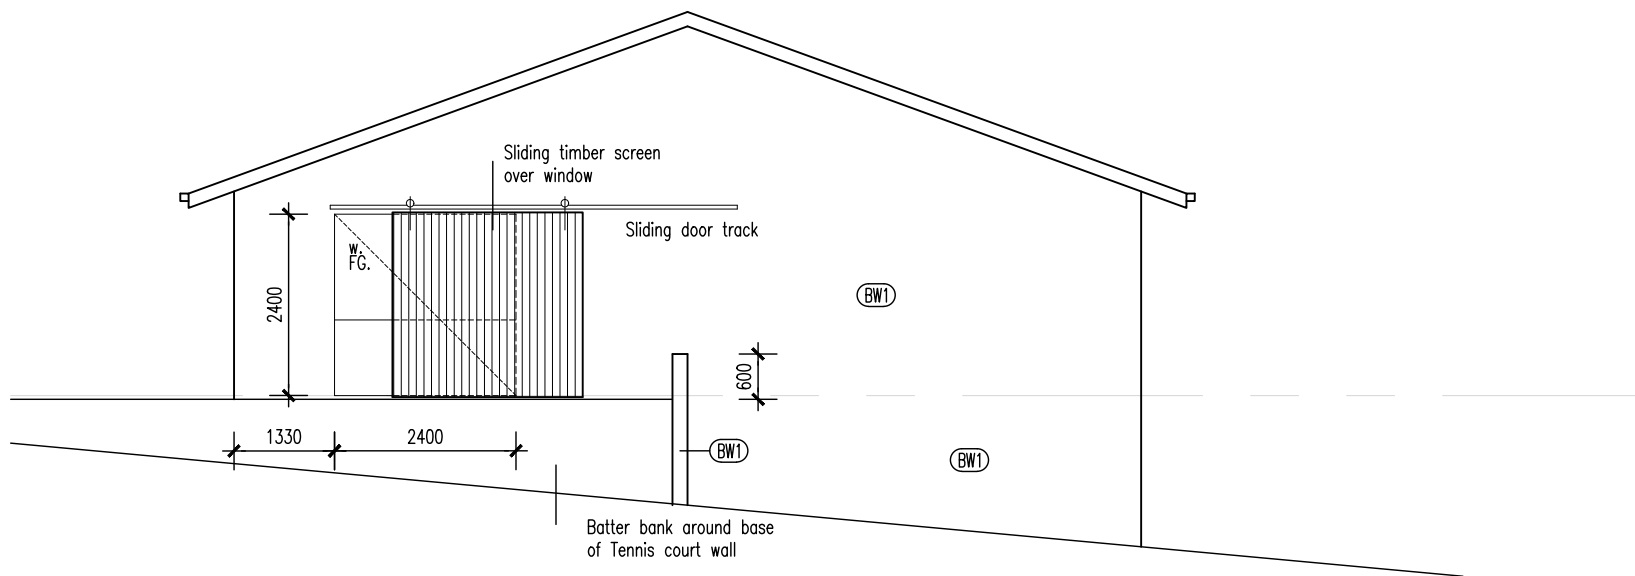 Sliding timber screen
over window
Sliding door track
w.
FG.
2400
BW1
600
1330
2400
BW1
BW1
Batter bank around base
of Tennis court wall